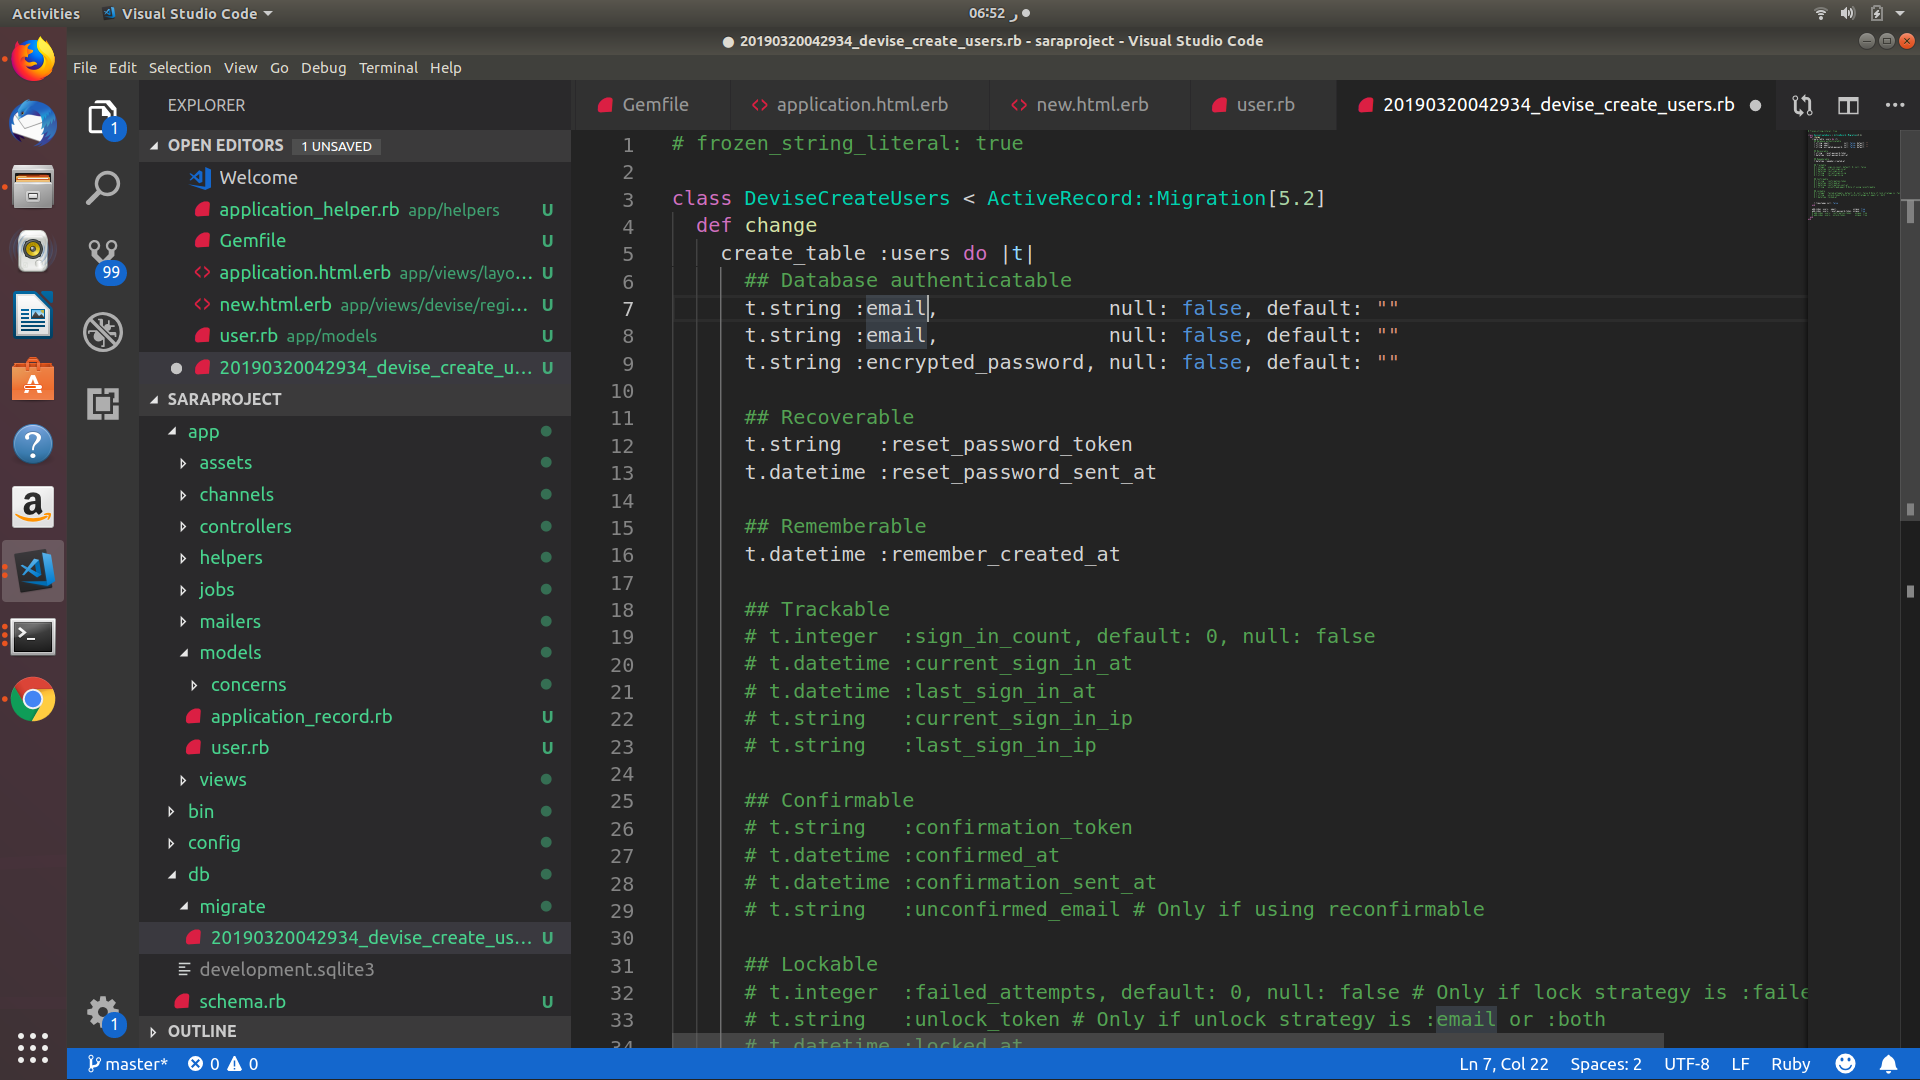 Activities
Visual Studio Code
06:52 ر
20190320042934_devise_create_users.rb - saraproject - Visual Studio Code
File Edit Selection View Go Debug Terminal Help
EXPLORER
OPEN EDITORS 1 UNSAVED
Welcome
application_helper.rb app/helpers U
Gemfile U
application.html.erb app/views/layo... U
new.html.erb app/views/devise/regi... U
user.rb app/models U
20190320042934_devise_create_u... U
SARAPROJECT
app
assets
channels
controllers
helpers
jobs
mailers
models
concerns
application_record.rb U
user.rb U
views
bin
config
db
migrate
20190320042934_devise_create_us... U
development.sqlite3
schema.rb U
OUTLINE
1
99
1
Gemfile
application.html.erb
new.html.erb
user.rb
20190320042934_devise_create_users.rb
1 # frozen_string_literal: true
2
3 class DeviseCreateUsers < ActiveRecord::Migration[5.2]
4 def change
5 create_table :users do |t|
6 ## Database authenticatable
7 t.string :email, null: false, default: ""
8 t.string :email, null: false, default: ""
9 t.string :encrypted_password, null: false, default: ""
10
11 ## Recoverable
12 t.string :reset_password_token
13 t.datetime :reset_password_sent_at
14
15 ## Rememberable
16 t.datetime :remember_created_at
17
18 ## Trackable
19 # t.integer :sign_in_count, default: 0, null: false
20 # t.datetime :current_sign_in_at
21 # t.datetime :last_sign_in_at
22 # t.string :current_sign_in_ip
23 # t.string :last_sign_in_ip
24
25 ## Confirmable
26 # t.string :confirmation_token
27 # t.datetime :confirmed_at
28 # t.datetime :confirmation_sent_at
29 # t.string :unconfirmed_email # Only if using reconfirmable
30
31 ## Lockable
32 # t.integer :failed_attempts, default: 0, null: false # Only if lock strategy is :faile
33 # t.string :unlock_token # Only if unlock strategy is :email or :both
34 # t.datetime :locked_at
master* 0 0
Ln 7, Col 22 Spaces: 2 UTF-8 LF Ruby